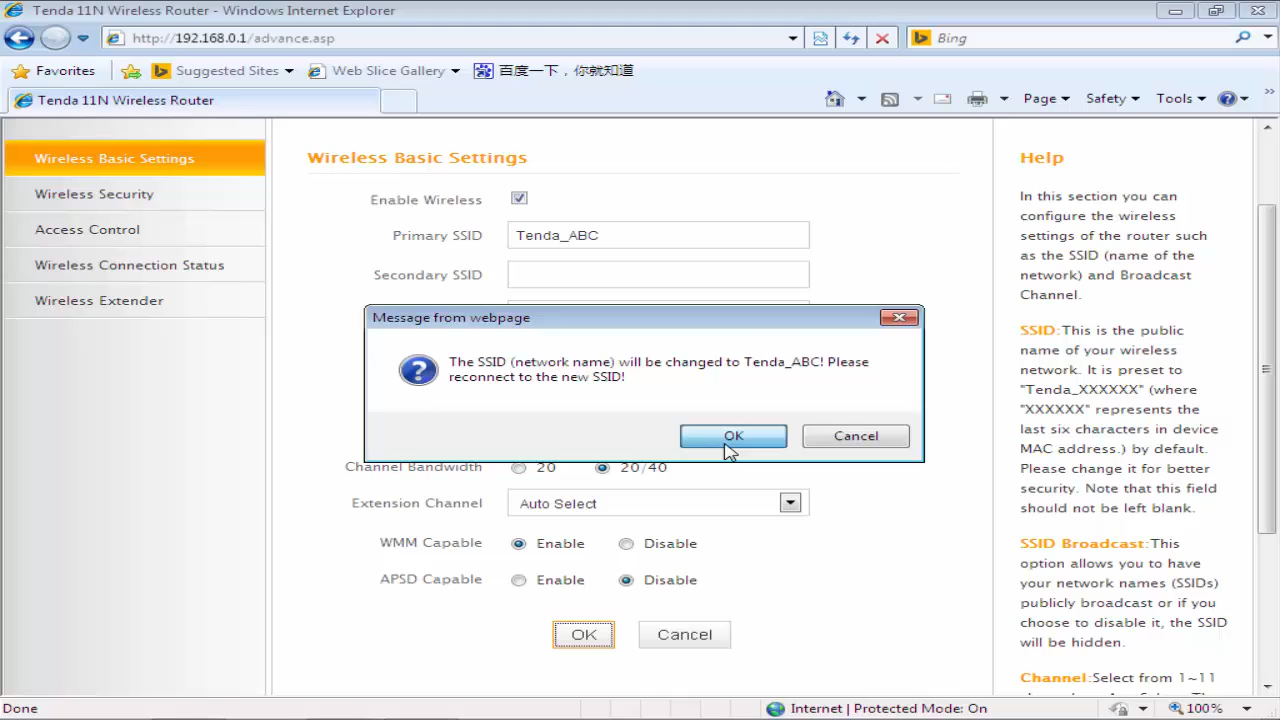 Tenda 11N Wireless Router - Windows Internet Explorer
http://192.168.0.1/advance.asp
Bing
Favorites
Suggested Sites
Web Slice Gallery
百度一下，你就知道
Tenda 11N Wireless Router
Page
Safety
Tools
»
Wireless Basic Settings
Wireless Security
Access Control
Wireless Connection Status
Wireless Extender
Wireless Basic Settings
Enable Wireless
Primary SSID
Tenda_ABC
Secondary SSID
Message from webpage
The SSID (network name) will be changed to Tenda_ABC! Please
reconnect to the new SSID!
OK
Cancel
Channel Bandwidth
20
20/40
Extension Channel
Auto Select
WMM Capable
Enable
Disable
APSD Capable
Enable
Disable
OK
Cancel
Help
In this section you can
configure the wireless
settings of the router such
as the SSID (name of the
network) and Broadcast
Channel.
SSID:This is the public
name of your wireless
network. It is preset to
"Tenda_XXXXXX" (where
"XXXXXX" represents the
last six characters in device
MAC address.) by default.
Please change it for better
security. Note that this field
should not be left blank.
SSID Broadcast:This
option allows you to have
your network names (SSIDs)
publicly broadcast or if you
choose to disable it, the SSID
will be hidden.
Channel:Select from 1~11
Done
Internet | Protected Mode: On
100%